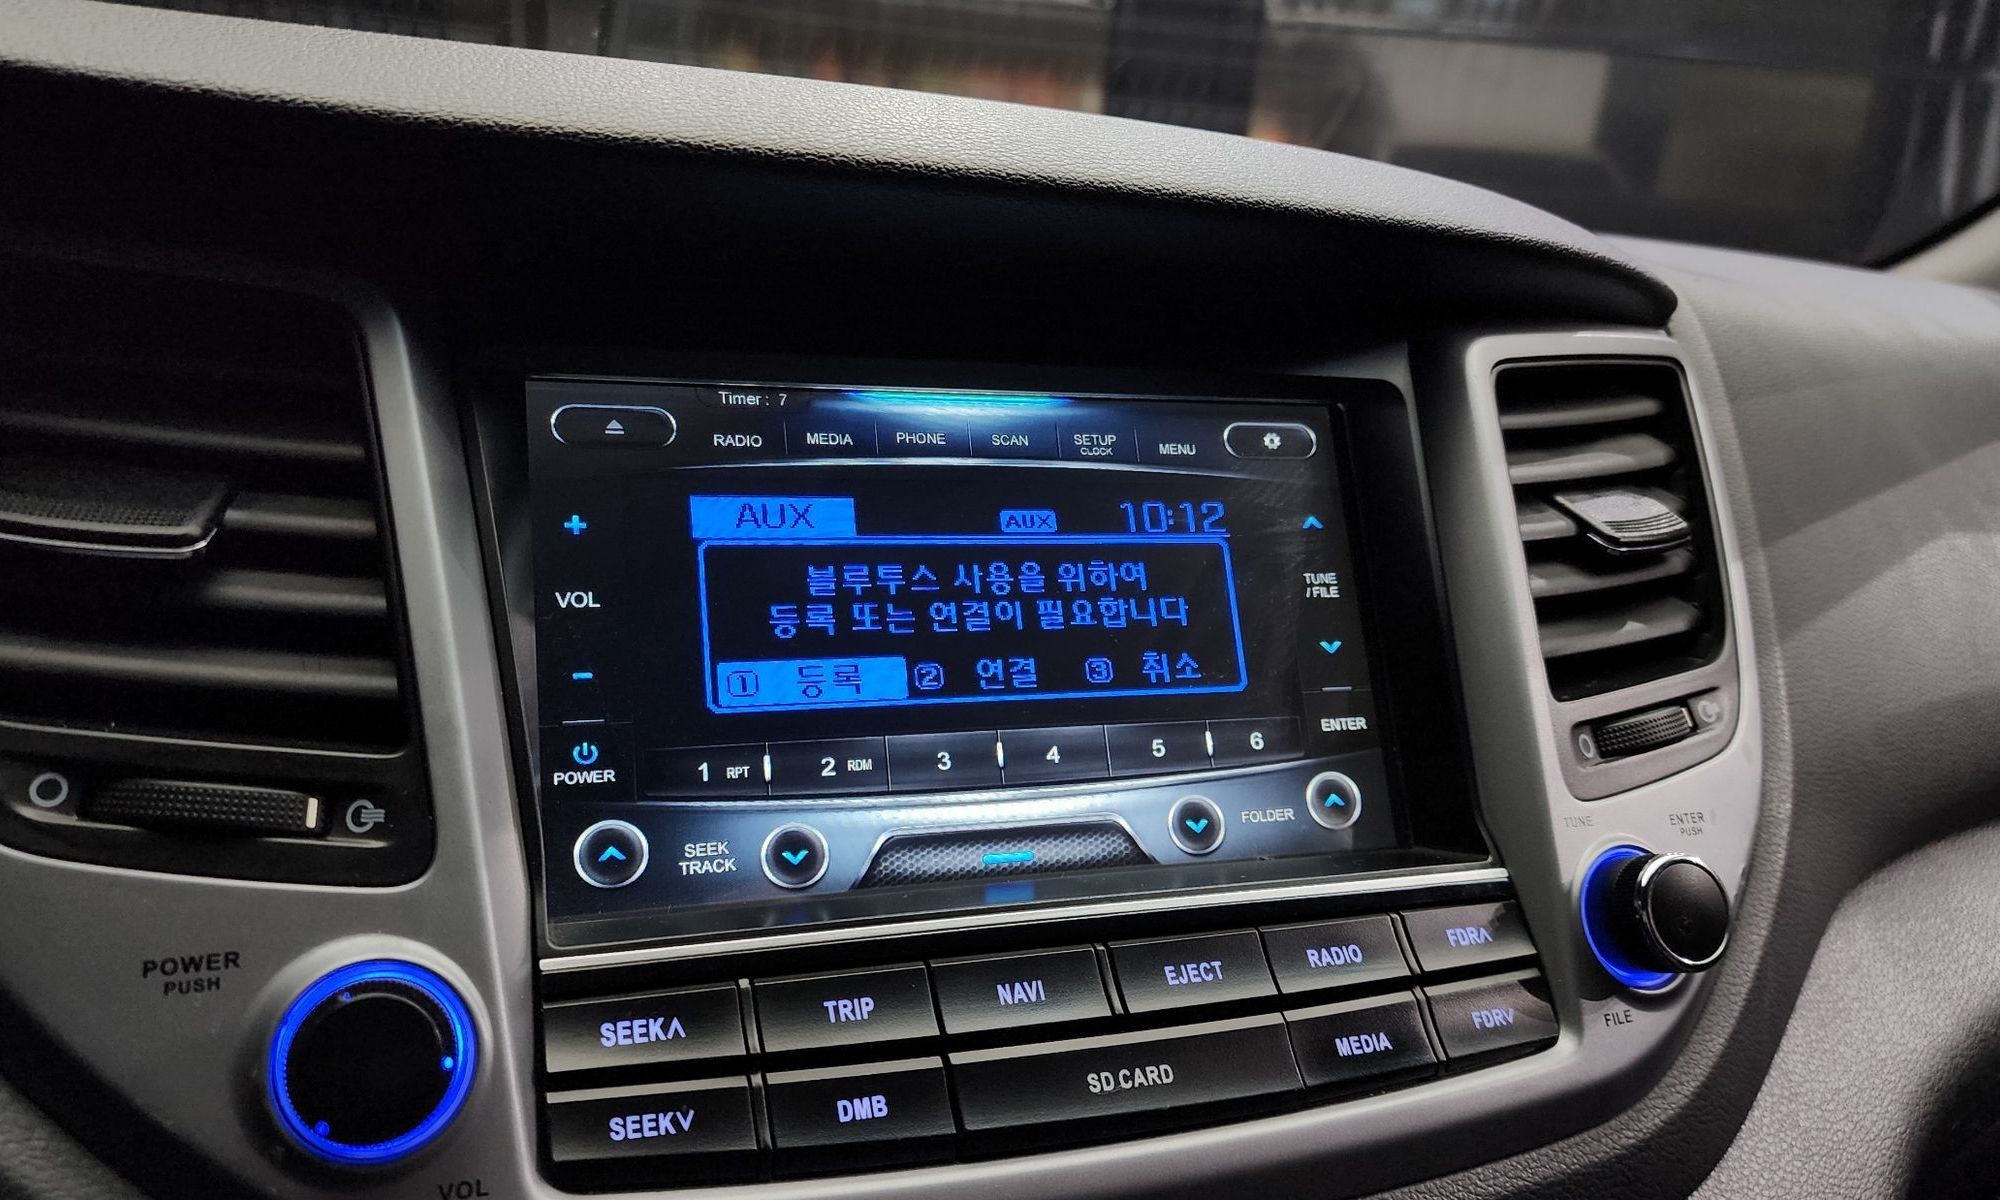 Timer : 7
RADIO MEDIA PHONE SCAN SETUP CLOCK MENU
AUX AUX 10:12
블루투스 사용을 위하여
등록 또는 연결이 필요합니다
① 등록 ② 연결 ③ 취소
VOL
TUNE
/FILE
POWER
ENTER
1 RPT 2 RDM 3 4 5 6
SEEK
TRACK
FOLDER
TUNE
ENTER
PUSH
FILE
POWER
PUSH
VOL
SEEK∧ TRIP NAVI EJECT RADIO FDR∧
SEEK∨ DMB SD CARD MEDIA FDR∨